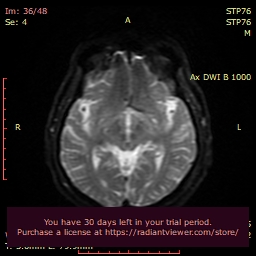 Im: 36/48
Se: 4
STP76
STP76
M
A
Ax DWI B 1000
R
L
You have 30 days left in your trial period.
Purchase a license at https://radiantviewer.com/store/